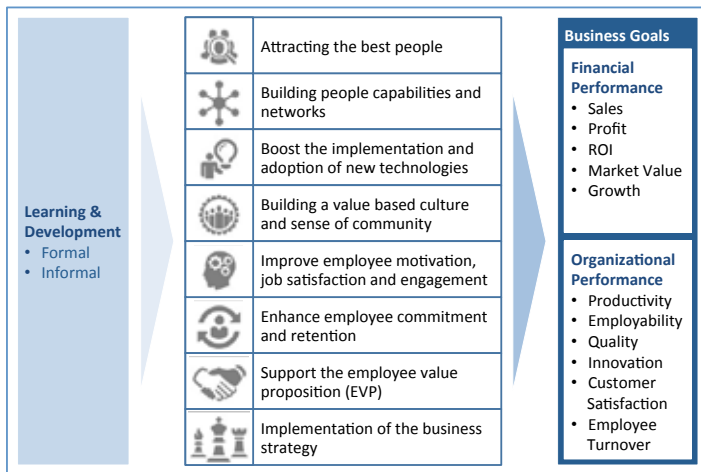 Learning &
Development
• Formal
• Informal
Attracting the best people
Building people capabilities and
networks
Boost the implementation and
adoption of new technologies
Building a value based culture
and sense of community
Improve employee motivation,
job satisfaction and engagement
Enhance employee commitment
and retention
Support the employee value
proposition (EVP)
Implementation of the business
strategy
Business Goals
Financial
Performance
• Sales
• Profit
• ROI
• Market Value
• Growth
Organizational
Performance
• Productivity
• Employability
• Quality
• Innovation
• Customer
Satisfaction
• Employee
Turnover